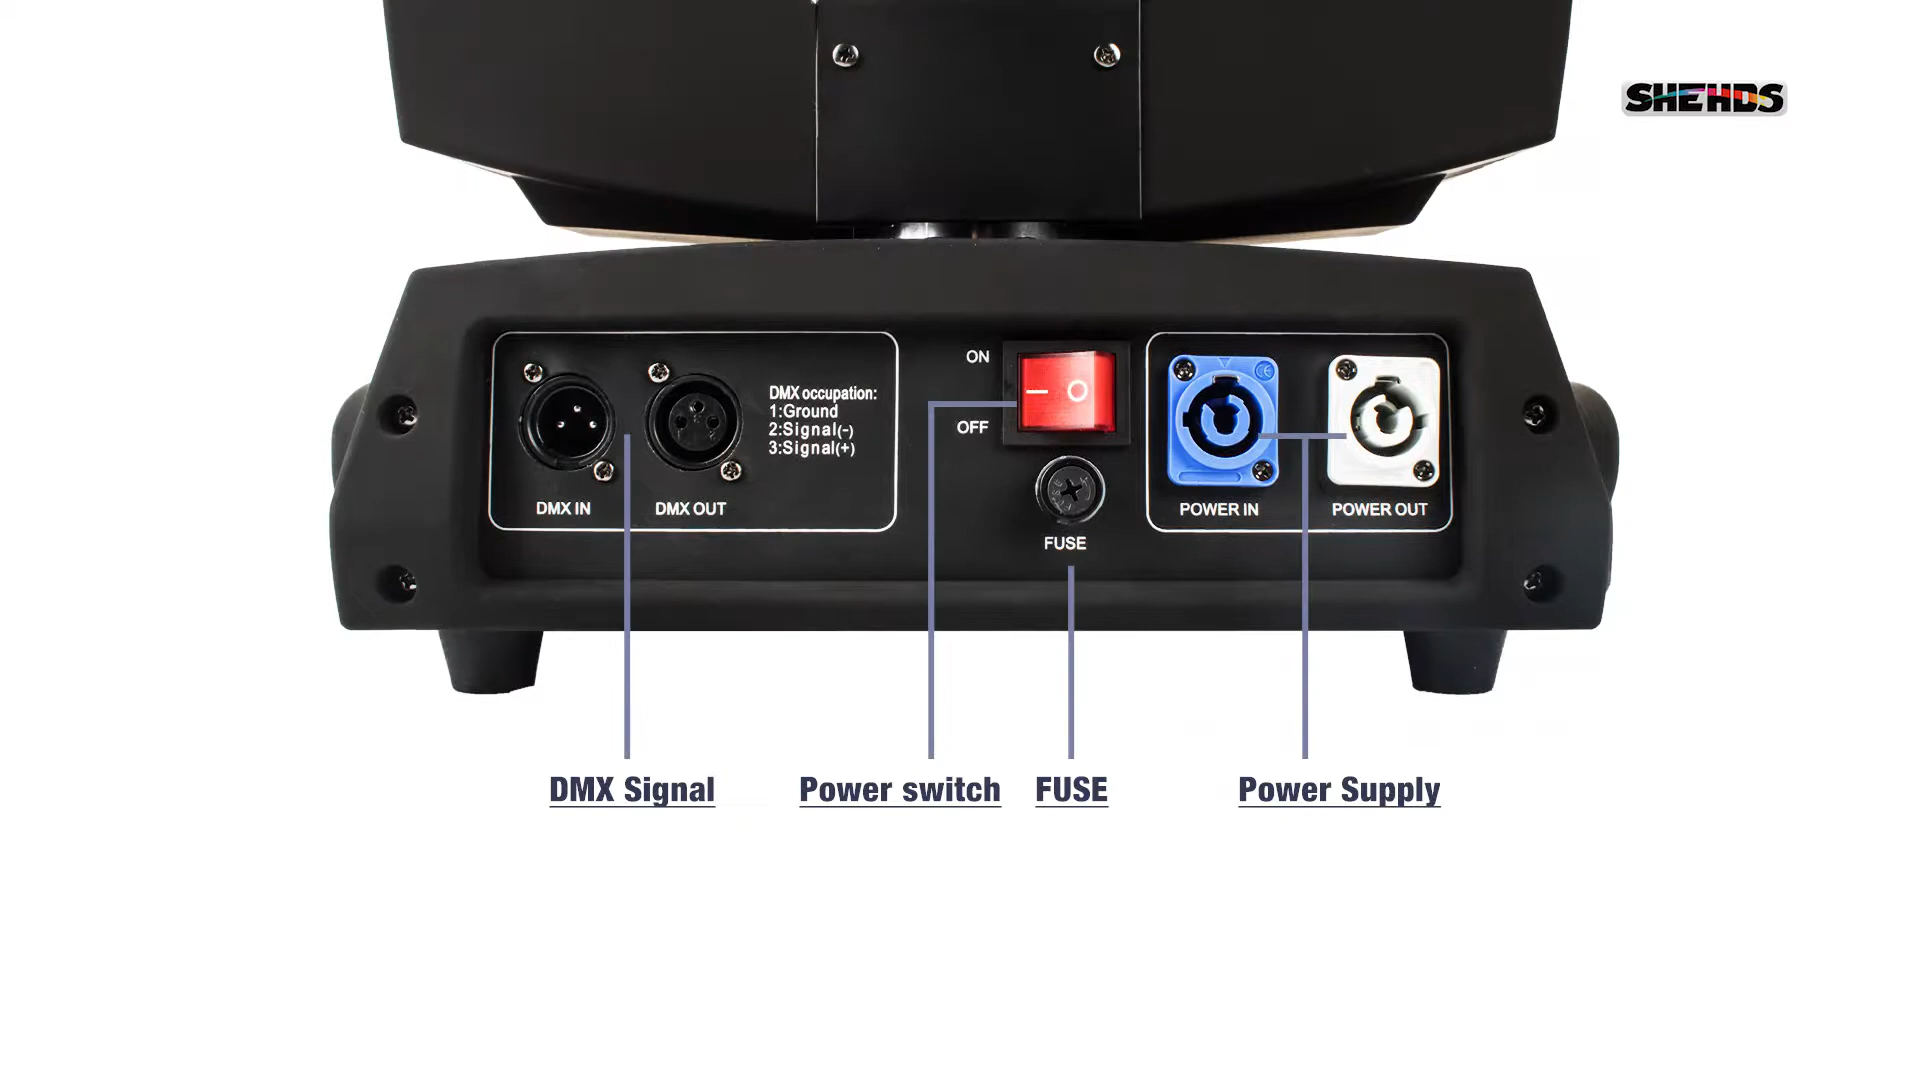 SHEHDS
ON
OFF
DMX occupation:
1:Ground
2:Signal(-)
3:Signal(+)
DMX IN
DMX OUT
FUSE
POWER IN
POWER OUT
DMX Signal
Power switch
FUSE
Power Supply